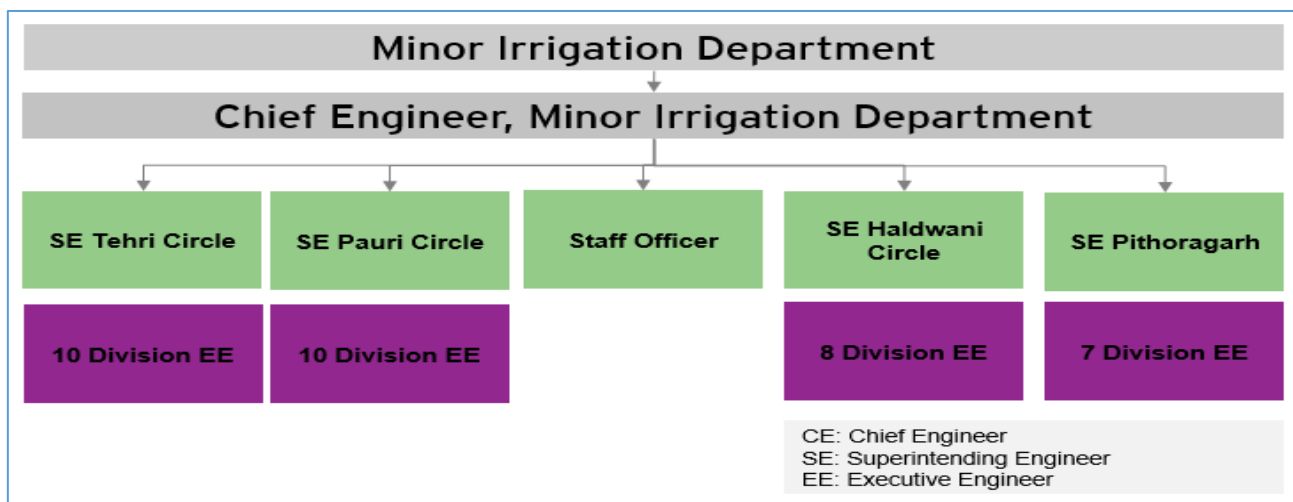 Minor Irrigation Department
Chief Engineer, Minor Irrigation Department
SE Tehri Circle
SE Pauri Circle
Staff Officer
SE Haldwani
Circle
SE Pithoragarh
10 Division EE
10 Division EE
8 Division EE
7 Division EE
CE: Chief Engineer
SE: Superintending Engineer
EE: Executive Engineer